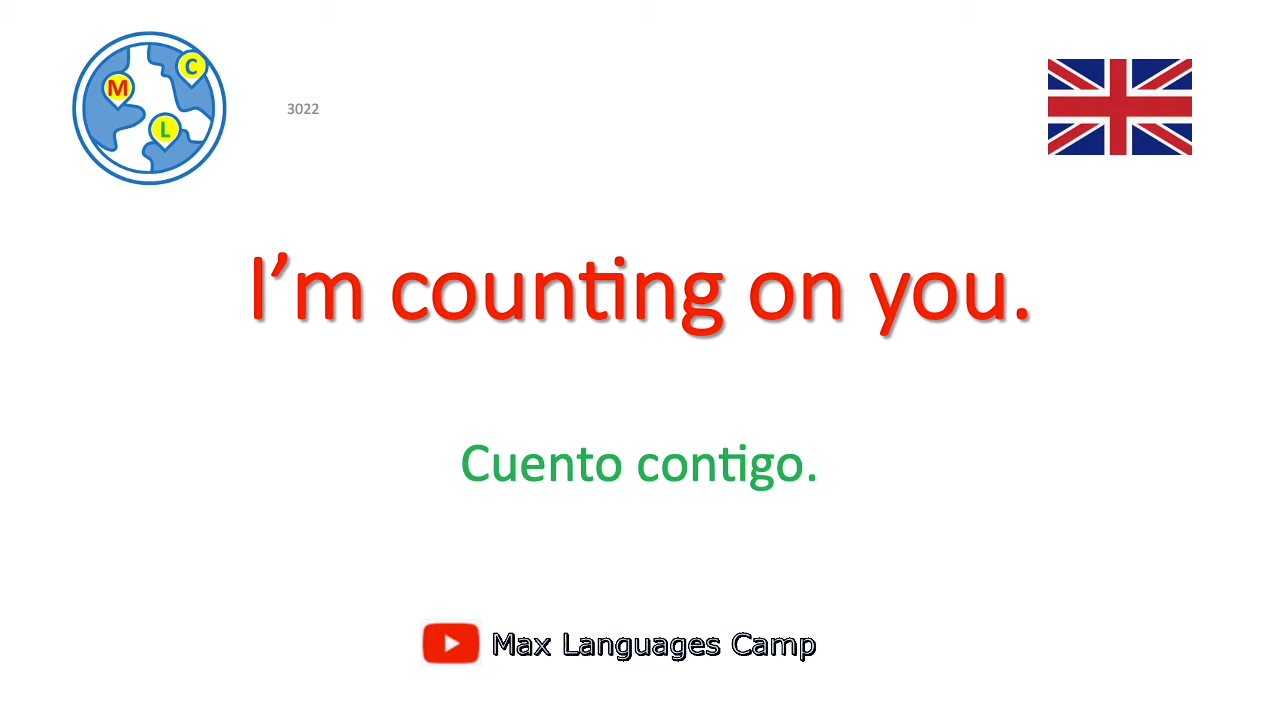 M
C
L
3022
I’m counting on you.
Cuento contigo.
Max Languages Camp